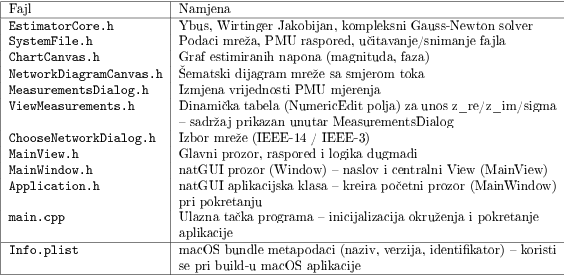 Fajl Namjena
EstimatorCore.h Ybus, Wirtinger Jakobijan, kompleksni Gauss-Newton solver
SystemFile.h Podaci mreža, PMU raspored, učitavanje/snimanje fajla
ChartCanvas.h Graf estimiranih napona (magnituda, faza)
NetworkDiagramCanvas.h Šematski dijagram mreže sa smjerom toka
MeasurementsDialog.h Izmjena vrijednosti PMU mjerenja
ViewMeasurements.h Dinamička tabela (NumericEdit polja) za unos z_re/z_im/sigma
– sadržaj prikazan unutar MeasurementsDialog
ChooseNetworkDialog.h Izbor mreže (IEEE-14 / IEEE-3)
MainView.h Glavni prozor, raspored i logika dugmadi
MainWindow.h natGUI prozor (Window) – naslov i centralni View (MainView)
Application.h natGUI aplikacijska klasa – kreira početni prozor (MainWindow)
pri pokretanju
main.cpp Ulazna tačka programa – inicijalizacija okruženja i pokretanje
aplikacije
Info.plist macOS bundle metapodaci (naziv, verzija, identifikator) – koristi
se pri build-u macOS aplikacije